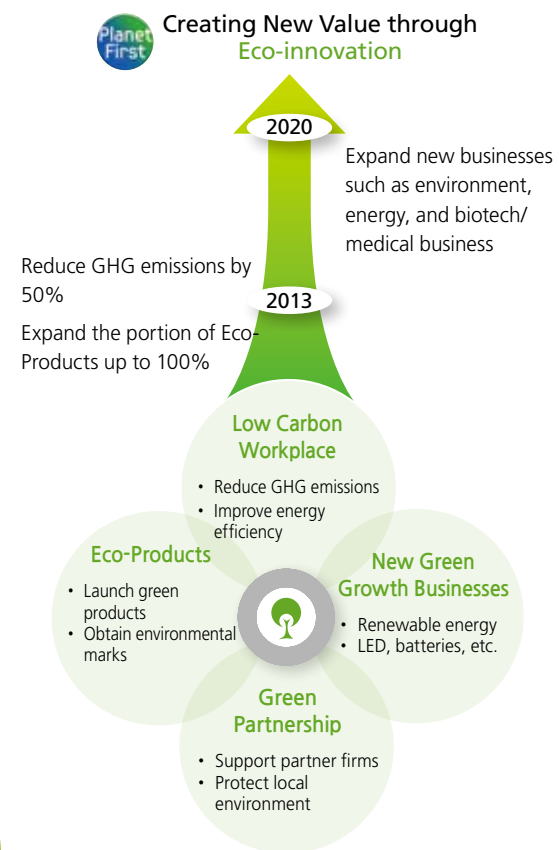 Planet
First
Creating New Value through
Eco-innovation
2020
Expand new businesses
such as environment,
energy, and biotech/
medical business
Reduce GHG emissions by
50%
2013
Expand the portion of Eco-
Products up to 100%
Low Carbon
Workplace
• Reduce GHG emissions
• Improve energy
efficiency
Eco-Products
• Launch green
products
• Obtain environmental
marks
New Green
Growth Businesses
• Renewable energy
• LED, batteries, etc.
Green
Partnership
• Support partner firms
• Protect local
environment